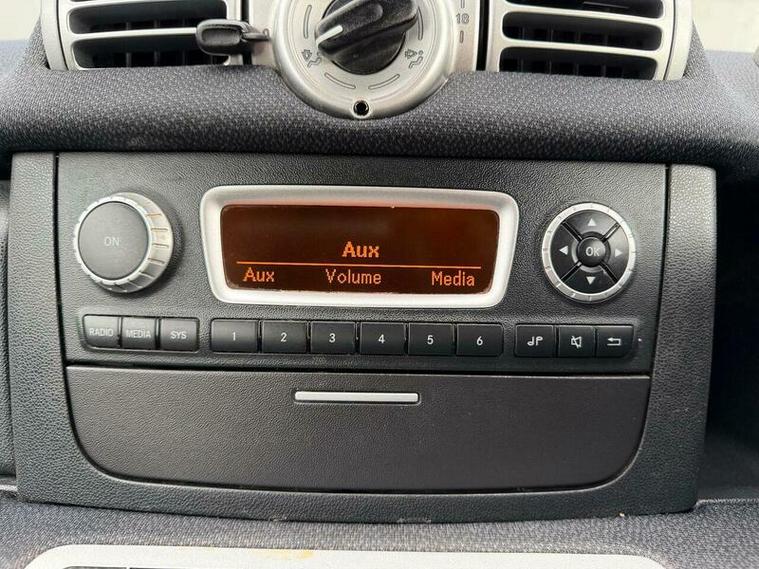 18
Aux
Aux Volume Media
ON
OK
RADIO MEDIA SYS 1 2 3 4 5 6